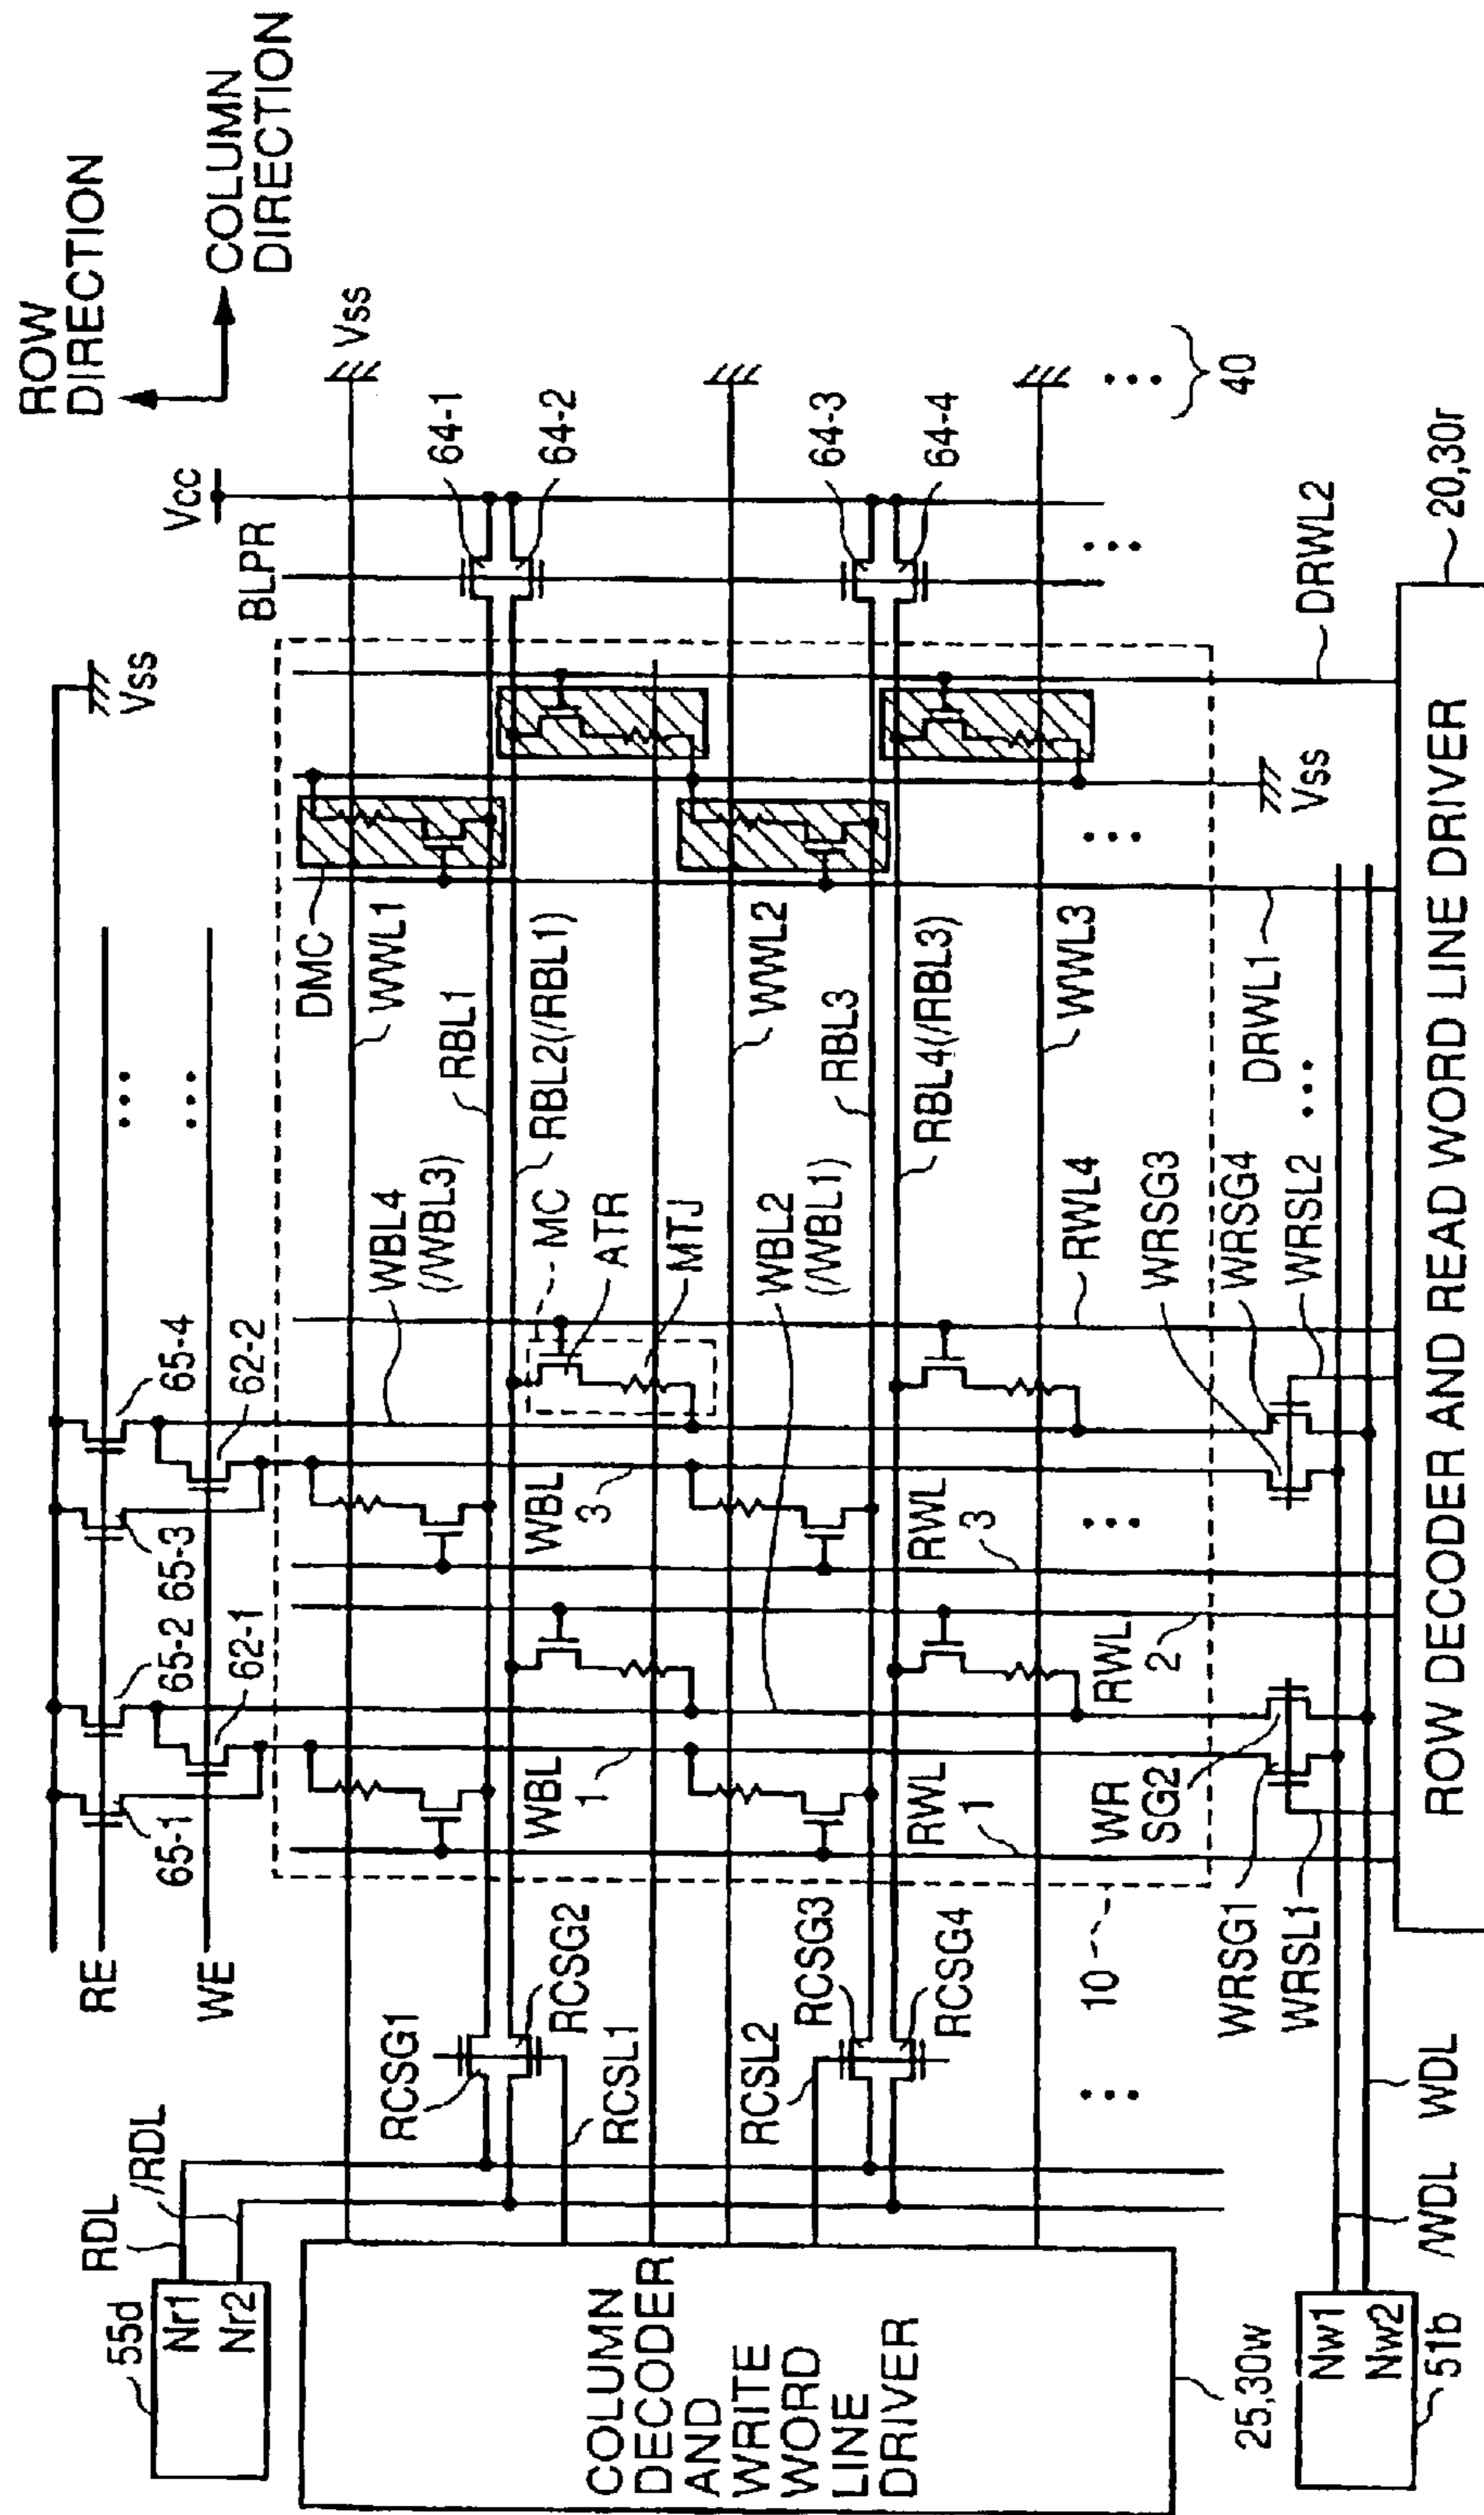 ROW
DIRECTION
COLUMN
DIRECTION
RDL
/RDL
55d
Nr1
Nr2
RE
WE
65-1
65-2
62-1
65-3
65-4
62-2
Vss
BLPR
Vcc
Vss
COLUMN
DECODER
AND
WRITE
WORD
LINE
DRIVER
25,30w
RCSG1
RCSG2
RCSL1
RCSL2
RCSG3
RCSG4
10
WBL
1
WBL
3
WBL4
(/WBL3)
RBL1
RBL2(/RBL1)
MC
ATR
MTJ
WBL2
(/WBL1)
DMC
WWL1
WWL2
RBL3
RBL4(/RBL3)
WWL3
64-1
64-2
64-3
64-4
40
RWL
1
RWL
2
RWL
3
RWL4
WR
SG2
WRSG1
WRSL1
WRSG3
WRSG4
WRSL2
DRWL1
Vss
DRWL2
20,30r
ROW DECODER AND READ WORD LINE DRIVER
Nw1
Nw2
51b
/WDL
WDL